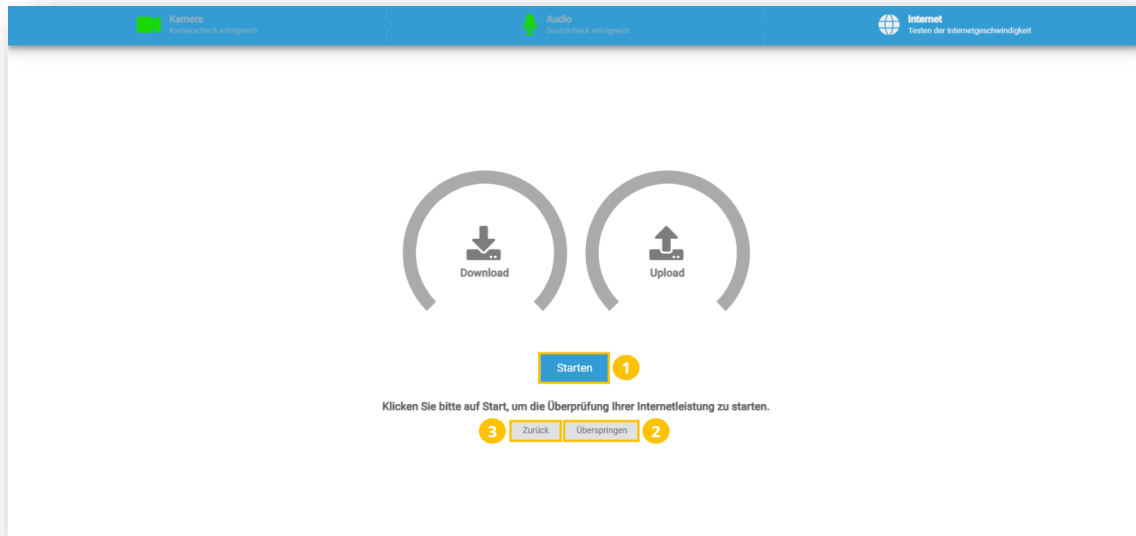 Kamera
Kameracheck erfolgreich
Audio
Soundcheck erfolgreich
Internet
Testen der Internetgeschwindigkeit
Download
Upload
Starten
1
Klicken Sie bitte auf Start, um die Überprüfung Ihrer Internetleistung zu starten.
3 Zurück Überspringen 2